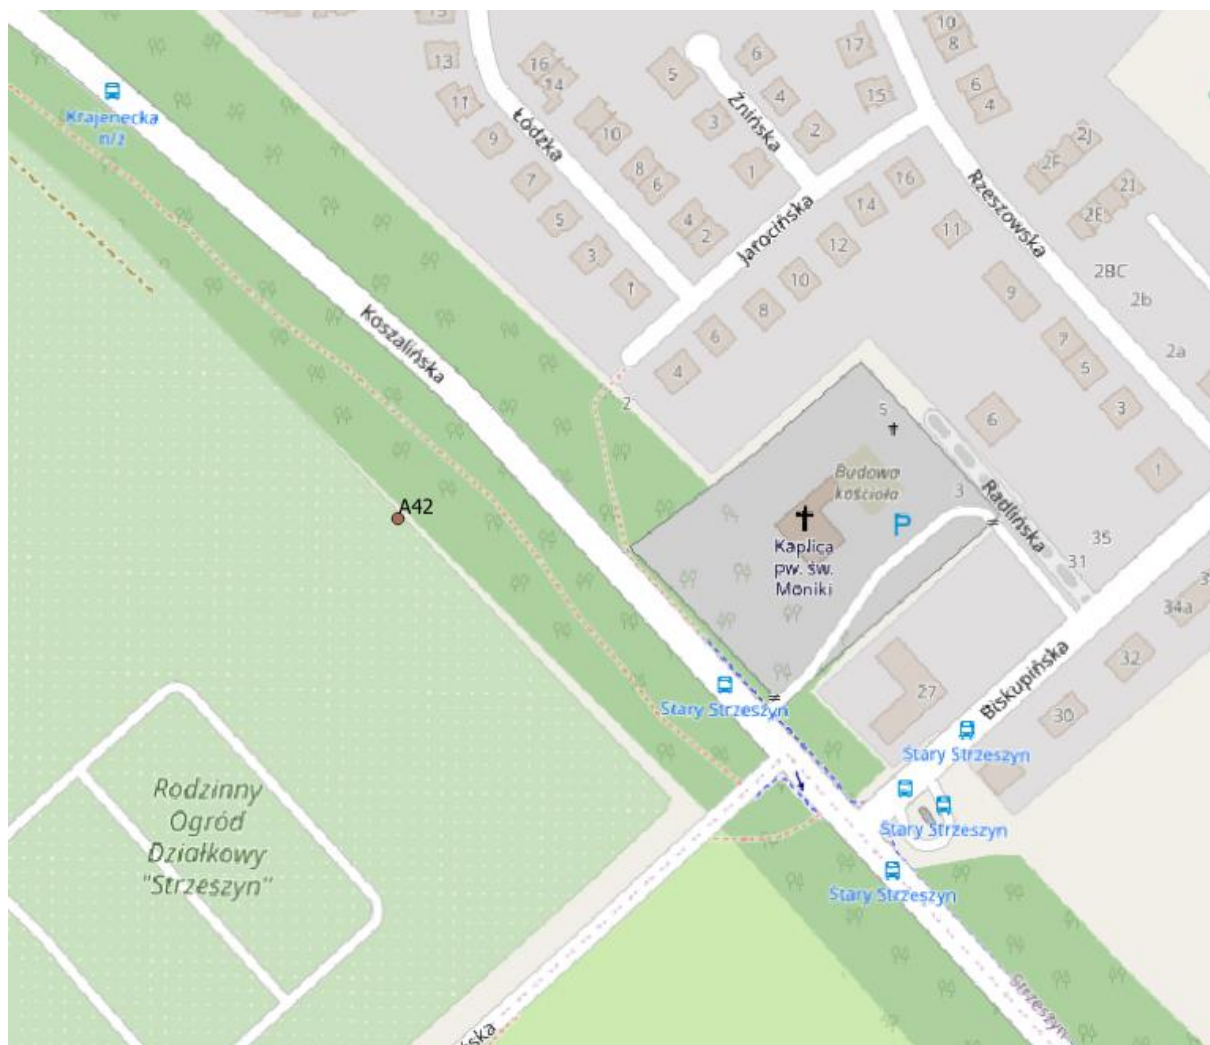 13
16
14
11
9
10
Łódzka
7
8
6
5
3
1
4
2
5
6
4
3
Żnińska
2
1
17
15
10
8
6
4
2J
2F
2I
2E
Rzeszowska
16
14
Jarocińska
12
10
8
6
4
11
9
2BC
2b
2a
7
5
3
1
6
Krajenecka
n/ż
Koszalińska
2
5
Budowa
kościoła
3
Radlińska
P
Kaplica
pw. św.
Moniki
35
31
34a
32
30
27
Biskupińska
A42
Stary Strzeszyn
Stary Strzeszyn
Stary Strzeszyn
Stary Strzeszyn
Rodzinny
Ogród
Działkowy
"Strzeszyn"
Strzeszyn
ńska